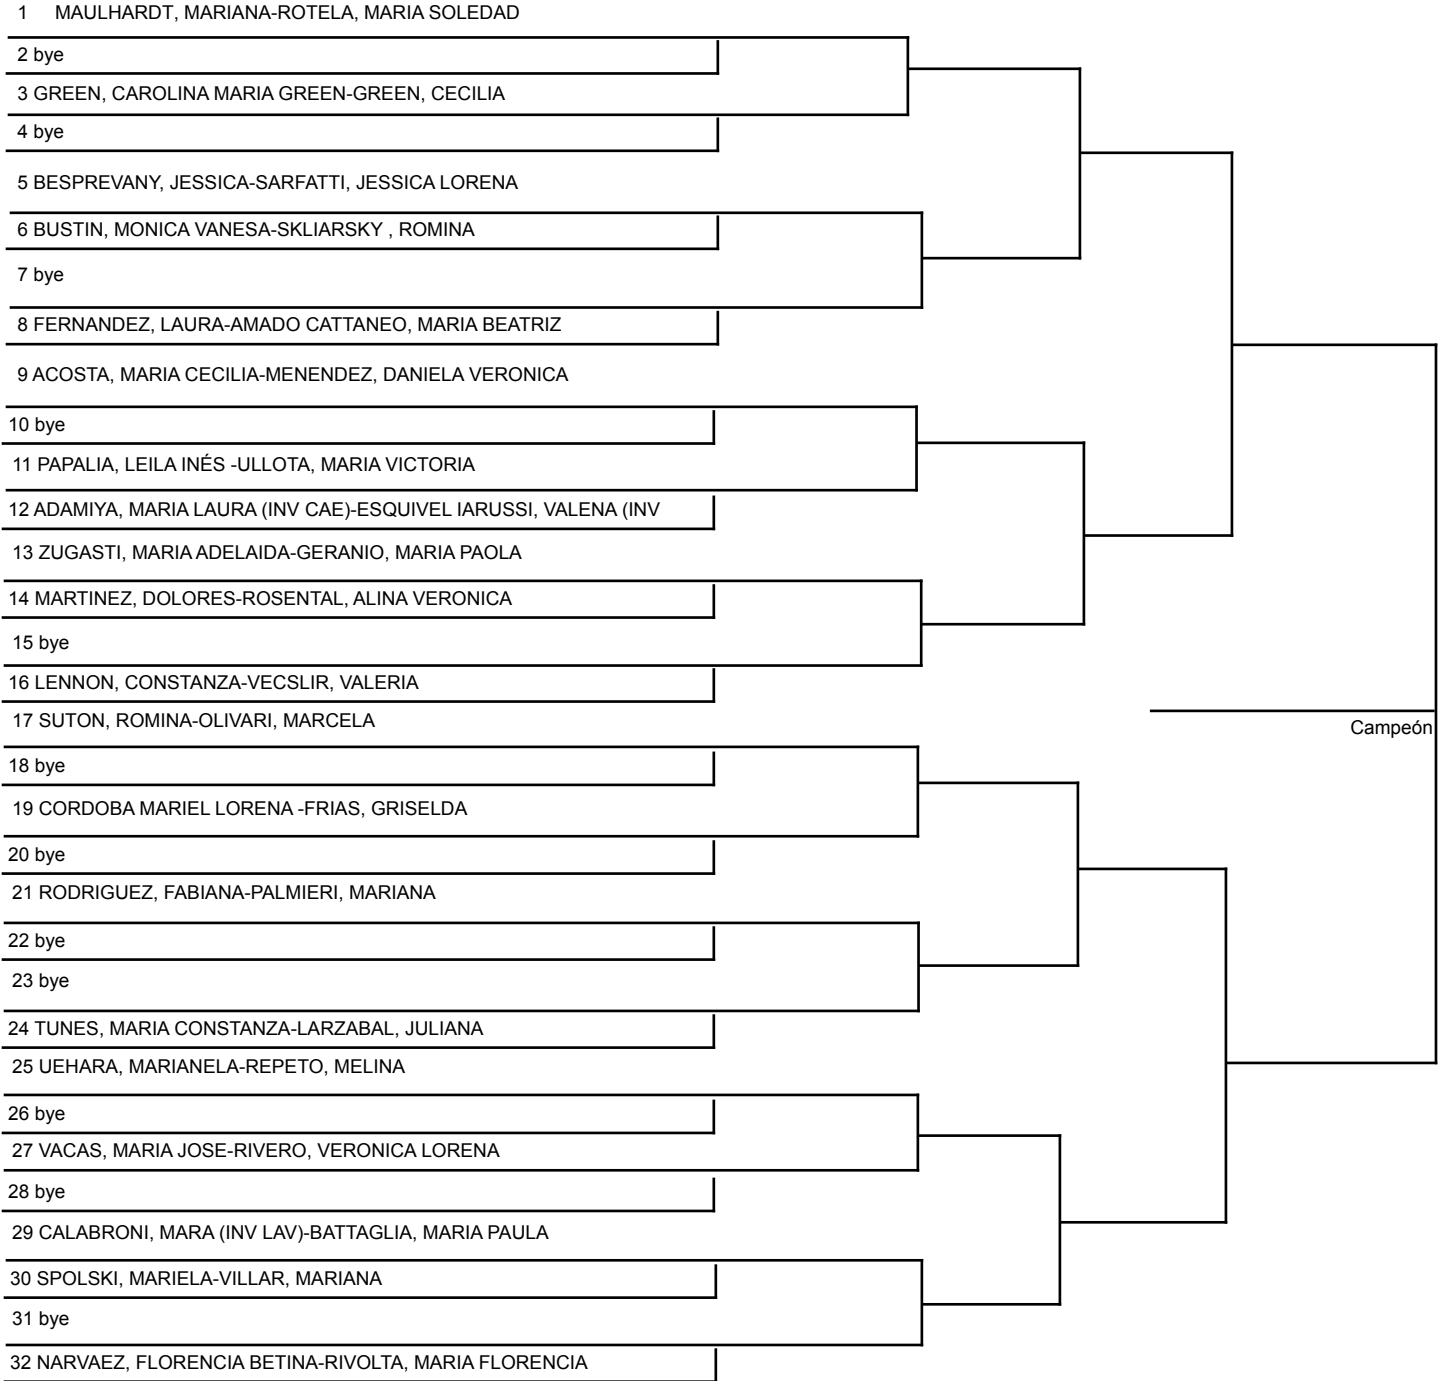 1 MAULHARDT, MARIANA-ROTELA, MARIA SOLEDAD
2 bye
3 GREEN, CAROLINA MARIA GREEN-GREEN, CECILIA
4 bye
5 BESPREVANY, JESSICA-SARFATTI, JESSICA LORENA
6 BUSTIN, MONICA VANESA-SKLIARSKY , ROMINA
7 bye
8 FERNANDEZ, LAURA-AMADO CATTANEO, MARIA BEATRIZ
9 ACOSTA, MARIA CECILIA-MENENDEZ, DANIELA VERONICA
10 bye
11 PAPALIA, LEILA INÉS -ULLOTA, MARIA VICTORIA
12 ADAMIYA, MARIA LAURA (INV CAE)-ESQUIVEL IARUSSI, VALENA (INV
13 ZUGASTI, MARIA ADELAIDA-GERANIO, MARIA PAOLA
14 MARTINEZ, DOLORES-ROSENTAL, ALINA VERONICA
15 bye
16 LENNON, CONSTANZA-VECSLIR, VALERIA
17 SUTON, ROMINA-OLIVARI, MARCELA
Campeón
18 bye
19 CORDOBA MARIEL LORENA -FRIAS, GRISELDA
20 bye
21 RODRIGUEZ, FABIANA-PALMIERI, MARIANA
22 bye
23 bye
24 TUNES, MARIA CONSTANZA-LARZABAL, JULIANA
25 UEHARA, MARIANELA-REPETO, MELINA
26 bye
27 VACAS, MARIA JOSE-RIVERO, VERONICA LORENA
28 bye
29 CALABRONI, MARA (INV LAV)-BATTAGLIA, MARIA PAULA
30 SPOLSKI, MARIELA-VILLAR, MARIANA
31 bye
32 NARVAEZ, FLORENCIA BETINA-RIVOLTA, MARIA FLORENCIA